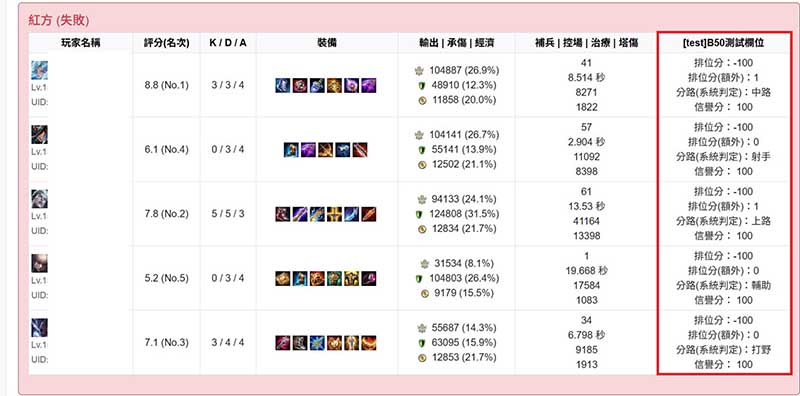 紅方 (失敗)
玩家名稱 評分(名次) K / D / A 裝備 輸出 | 承傷 | 經濟 補兵 | 控場 | 治療 | 塔傷 [test]B50測試欄位
Lv.1
UID:
8.8 (No.1) 3 / 3 / 4
104887 (26.9%)
48910 (12.3%)
11858 (20.0%)
41
8.514 秒
8271
1822
排位分：-100
排位分(額外)：1
分路(系統判定)：中路
信譽分： 100
Lv.1
UID:
6.1 (No.4) 0 / 3 / 4
104141 (26.7%)
55141 (13.9%)
12502 (21.1%)
57
2.904 秒
11092
8398
排位分：-100
排位分(額外)：0
分路(系統判定)：射手
信譽分： 100
Lv.1
UID:
7.8 (No.2) 5 / 5 / 3
94133 (24.1%)
124808 (31.5%)
12834 (21.7%)
61
13.53 秒
41164
13398
排位分：-100
排位分(額外)：1
分路(系統判定)：上路
信譽分： 100
Lv.1
UID:
5.2 (No.5) 0 / 3 / 4
31534 (8.1%)
104803 (26.4%)
9179 (15.5%)
1
19.668 秒
17584
1083
排位分：-100
排位分(額外)：0
分路(系統判定)：輔助
信譽分： 100
Lv.1
UID:
7.1 (No.3) 3 / 4 / 4
55687 (14.3%)
63095 (15.9%)
12853 (21.7%)
34
6.798 秒
9185
1913
排位分：-100
排位分(額外)：0
分路(系統判定)：打野
信譽分： 100